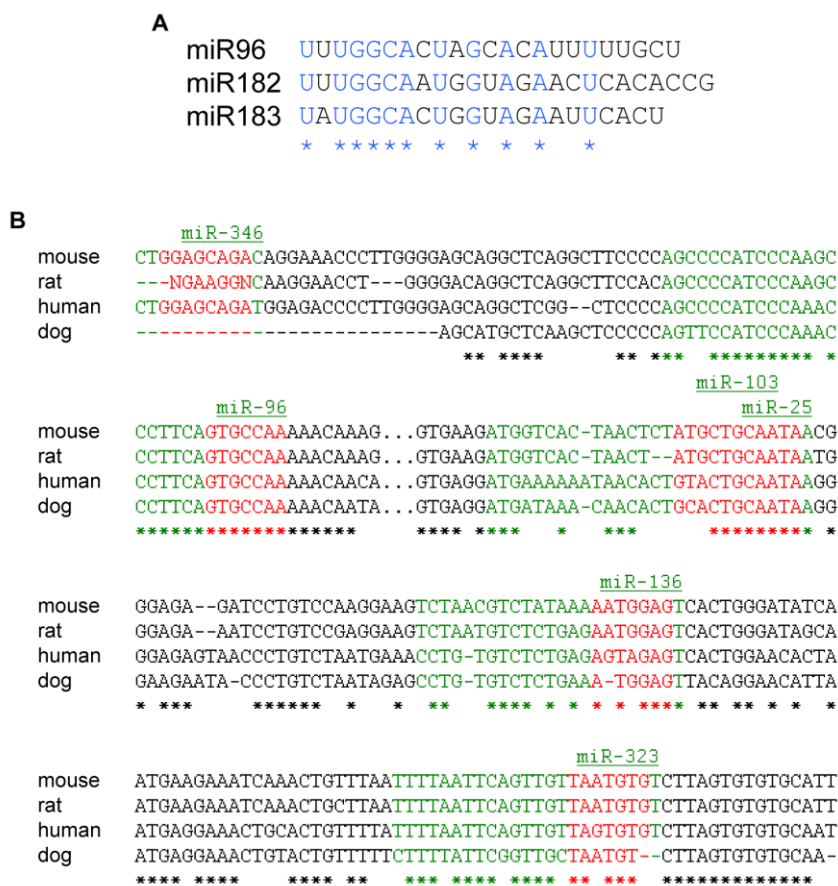 A
miR96 UUUGGCACUAGCACAUUUUUGCU
miR182 UUUGGCAAUGGUAGAACUCACACCG
miR183 UAUGGCACUGGUAGAAUUCACU
* ***** * * * * *
B
miR-346
mouse CTGGAGCAGACAGGAAACCCTTGGGGAGCAGGCTCAGGCTTCCCCAGCCCCATCCCAAGC
rat ---NGAAGGNCAAGGAACCT---GGGGACAGGCTCAGGCTTCCACAGCCCCATCCCAAGC
human CTGGAGCAGATGGAGACCCCTTGGGGAGCAGGCTCGG--CTCCCCAGCCCCATCCCAAAC
dog --------------------------AGCATGCTCAAGCTCCCCCAGTTCCATCCCAAAC
** **** ** *** ********* *
miR-103
miR-96 miR-25
mouse CCTTCAGTGCCAAAAACAAAG...GTGAAGATGGTCAC-TAACTCTATGCTGCAATAACG
rat CCTTCAGTGCCAAAAACAAAG...GTGAAGATGGTCAC-TAACT--ATGCTGCAATAATG
human CCTTCAGTGCCAAAAACAACA...GTGAGGATGAAAAAATAACACTGTACTGCAATAAGG
dog CCTTCAGTGCCAAAAACAATA...GTGAGGATGATAAA-CAACACTGCACTGCAATAAGG
******************* **** **** * *** ********* *
miR-136
mouse GGAGA--GATCCTGTCCAAGGAAGTCTAACGTCTATAAAAATGGAGTCACTGGGATATCA
rat GGAGA--AATCCTGTCCGAGGAAGTCTAATGTCTCTGAGAATGGAGTCACTGGGATAGCA
human GGAGAGTAACCCTGTCTAATGAAACCTG-TGTCTCTGAGAGTAGAGTCACTGGAACACTA
dog GAAGAATA-CCCTGTCTAATAGAGCCTG-TGTCTCTGAAA-TGGAGTTACAGGAACATTA
* *** ****** * * ** **** * * * * ***** ** ** * * *
miR-323
mouse ATGAAGAAATCAAACTGTTTAATTTTAATTCAGTTGTTAATGTGTCTTAGTGTGTGCATT
rat ATGAAGAAATCAAACTGCTTAATTTTAATTCAGTTGTTAATGTGTCTTAGTGTGTGCATT
human ATGAGGAAACTGCACTGTTTTATTTTAATTCAGTTGTTAGTGTGTCTTAGTGTGTGCAAT
dog ATGAGGAAACTGTACTGTTTTTCTTTTATTCGGTTGCTAATGT--CTTAGTGTGTGCAA-
**** **** **** ** *** **** **** ** *** ************